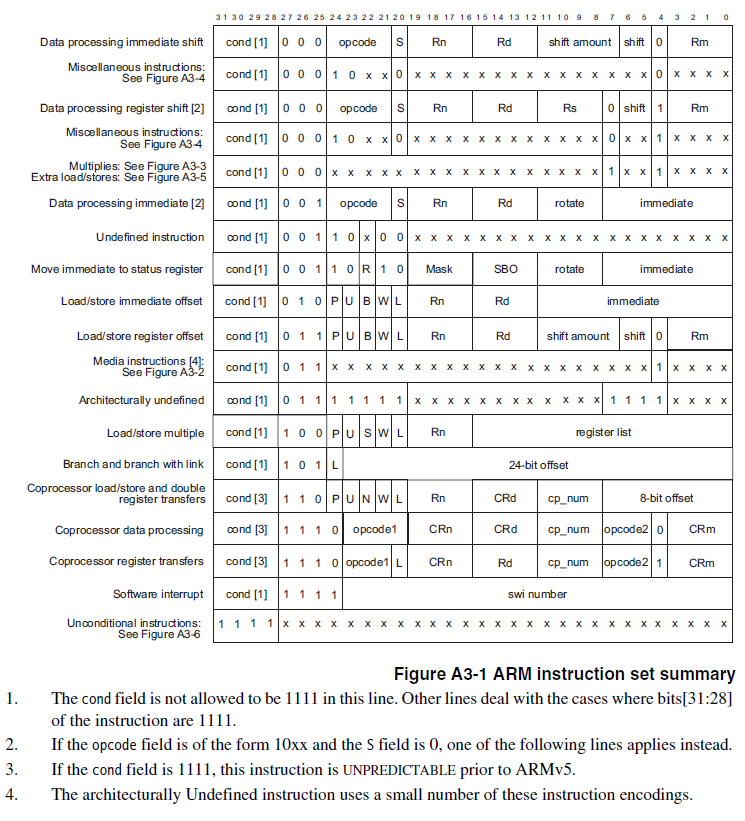 31 30 29 28 27 26 25 24 23 22 21 20 19 18 17 16 15 14 13 12 11 10 9 8 7 6 5 4 3 2 1 0
Data processing immediate shift cond [1] 0 0 0 opcode S Rn Rd shift amount shift 0 Rm
Miscellaneous instructions:
See Figure A3-4 cond [1] 0 0 0 1 0 x x 0 x x x x x x x x x x x x x x x 0 x x x x
Data processing register shift [2] cond [1] 0 0 0 opcode S Rn Rd Rs 0 shift 1 Rm
Miscellaneous instructions:
See Figure A3-4 cond [1] 0 0 0 1 0 x x 0 x x x x x x x x x x x x 0 x x 1 x x x x
Multiplies: See Figure A3-3
Extra load/stores: See Figure A3-5 cond [1] 0 0 0 x x x x x x x x x x x x x x x x x 1 x x 1 x x x x
Data processing immediate [2] cond [1] 0 0 1 opcode S Rn Rd rotate immediate
Undefined instruction cond [1] 0 0 1 1 0 x 0 0 x x x x x x x x x x x x x x x x x x x x
Move immediate to status register cond [1] 0 0 1 1 0 R 1 0 Mask SBO rotate immediate
Load/store immediate offset cond [1] 0 1 0 P U B W L Rn Rd immediate
Load/store register offset cond [1] 0 1 1 P U B W L Rn Rd shift amount shift 0 Rm
Media instructions [4]:
See Figure A3-2 cond [1] 0 1 1 x x x x x x x x x x x x x x x x x x x x 1 x x x x
Architecturally undefined cond [1] 0 1 1 1 1 1 1 1 x x x x x x x x x x x x 1 1 1 1 x x x x
Load/store multiple cond [1] 1 0 0 P U S W L Rn register list
Branch and branch with link cond [1] 1 0 1 L 24-bit offset
Coprocessor load/store and double
register transfers cond [3] 1 1 0 P U N W L Rn CRd cp_num 8-bit offset
Coprocessor data processing cond [3] 1 1 1 0 opcode1 CRn CRd cp_num opcode2 0 CRm
Coprocessor register transfers cond [3] 1 1 1 0 opcode1 L CRn Rd cp_num opcode2 1 CRm
Software interrupt cond [1] 1 1 1 1 swi number
Unconditional instructions:
See Figure A3-6 1 1 1 1 x x x x x x x x x x x x x x x x x x x x x x x x x x x x
Figure A3-1 ARM instruction set summary
1. The cond field is not allowed to be 1111 in this line. Other lines deal with the cases where bits[31:28]
of the instruction are 1111.
2. If the opcode field is of the form 10xx and the S field is 0, one of the following lines applies instead.
3. If the cond field is 1111, this instruction is UNPREDICTABLE prior to ARMv5.
4. The architecturally Undefined instruction uses a small number of these instruction encodings.